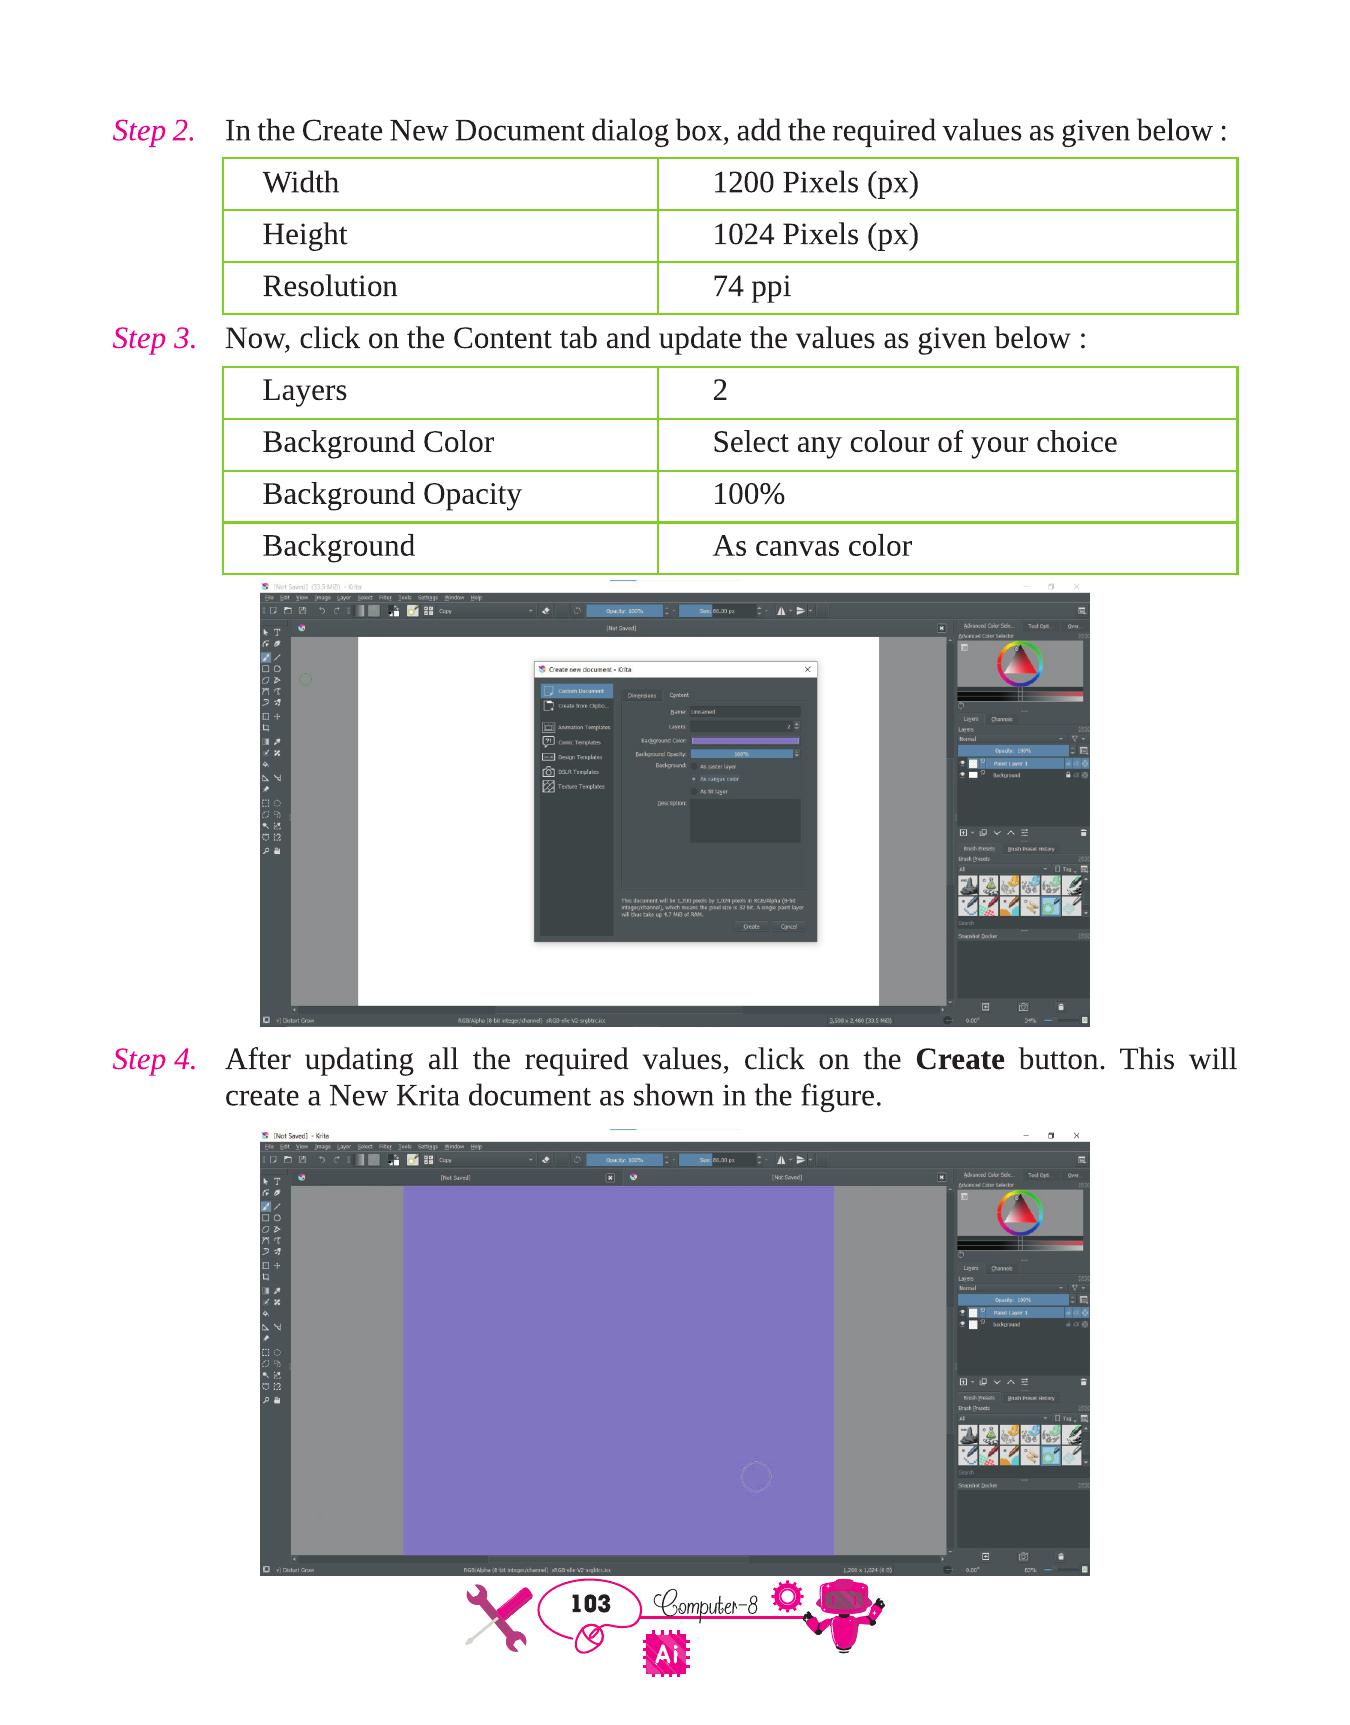 Step 2. In the Create New Document dialog box, add the required values as given below :
Width 1200 Pixels (px)
Height 1024 Pixels (px)
Resolution 74 ppi
Step 3. Now, click on the Content tab and update the values as given below :
Layers 2
Background Color Select any colour of your choice
Background Opacity 100%
Background As canvas color
[Not Saved] (33.5 MiB) - Krita
File Edit View Image Layer Select Filter Tools Settings Window Help
Copy Opacity: 100% Size: 86.00 px
[Not Saved]
Advanced Color Sele... Tool Opt... Over...
Advanced Color Selector
Create new document - Krita
Custom Document
Create from Clipbo...
Animation Templates
Comic Templates
Design Templates
DSLR Templates
Texture Templates
Dimensions Content
Name: Unnamed
Layers: 2
Background Color:
Background Opacity: 100%
Background: As raster layer
As canvas color
As fill layer
Description:
This document will be 1,200 pixels by 1,024 pixels in RGB/Alpha (8-bit
integer/channel), which means the pixel size is 32 bit. A single paint layer
will thus take up 4.7 MiB of RAM.
Create Cancel
Layers Channels
Layers
Normal
Opacity: 100%
Paint Layer 1
Background
Brush Presets Brush Preset History
Brush Presets
All Tag
Search
Snapshot Docker
Distort Grow
RGB/Alpha (8-bit integer/channel) sRGB-elle-V2-srgbtrc.icc
3,508 x 2,480 (33.5 MiB)
0.00° 34%
Step 4. After updating all the required values, click on the Create button. This will
create a New Krita document as shown in the figure.
[Not Saved] - Krita
File Edit View Image Layer Select Filter Tools Settings Window Help
Copy Opacity: 100% Size: 86.00 px
[Not Saved] [Not Saved]
Advanced Color Sele... Tool Opt... Over...
Advanced Color Selector
Layers Channels
Layers
Normal
Opacity: 100%
Paint Layer 1
background
Brush Presets Brush Preset History
Brush Presets
All Tag
Search
Snapshot Docker
Distort Grow
RGB/Alpha (8-bit integer/channel) sRGB-elle-V2-srgbtrc.icc
1,200 x 1,024 (0 B)
0.00° 83%
103 Computer-8
Ai